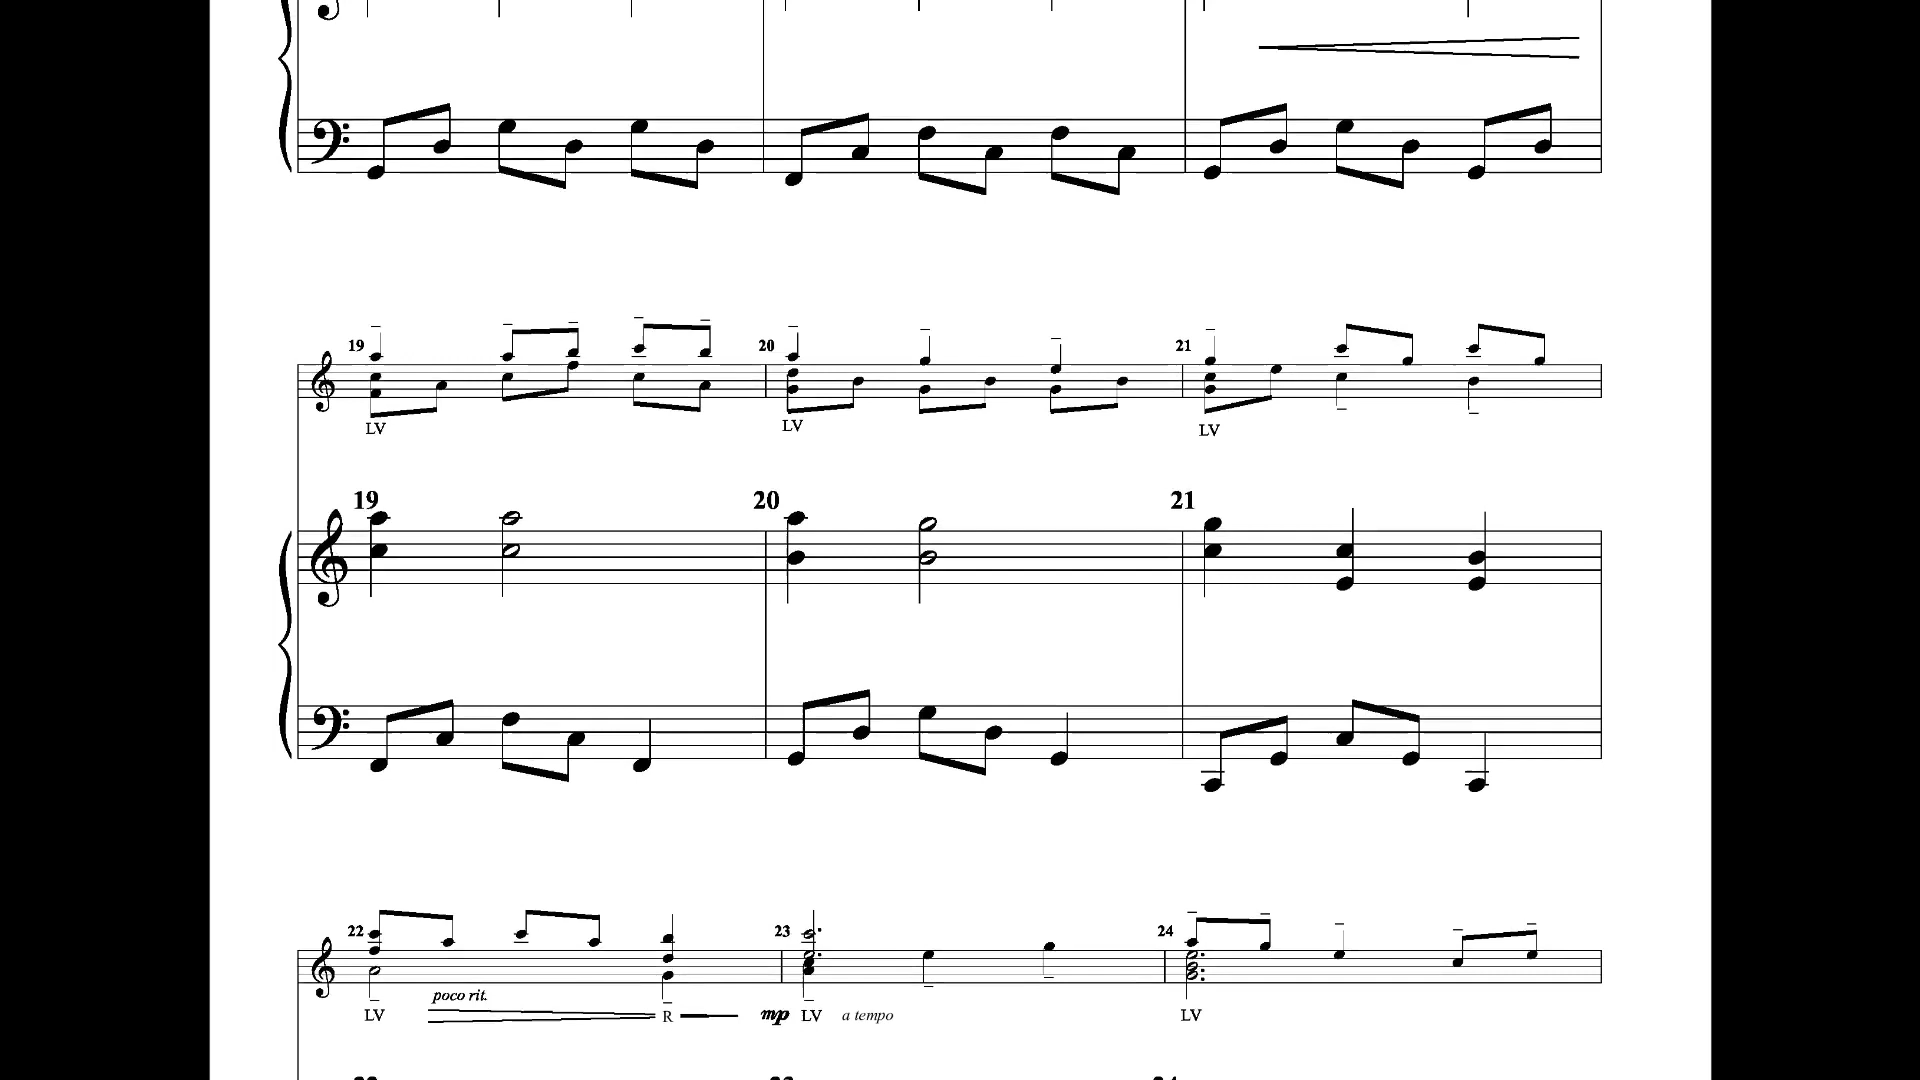 19 20 21
LV LV LV
19 20 21
22 23 24
poco rit.
LV R mp LV a tempo LV